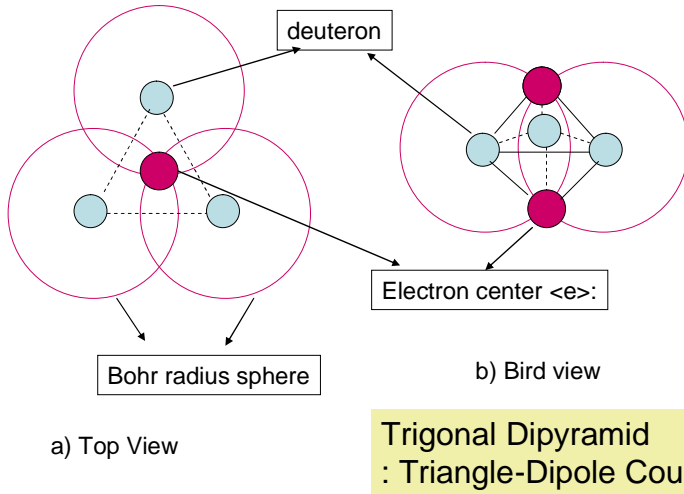 deuteron
Electron center <e>:
Bohr radius sphere
b) Bird view
a) Top View
Trigonal Dipyramid
: Triangle-Dipole Cou